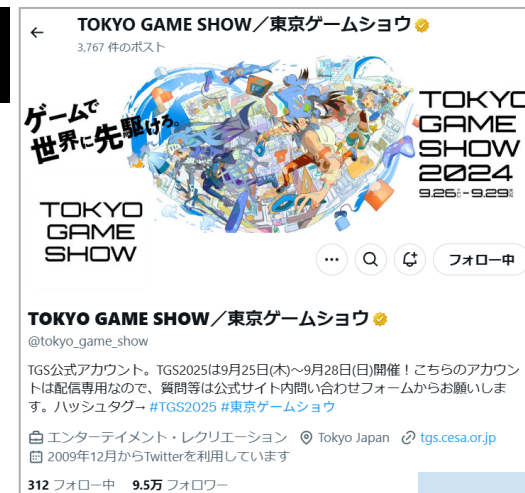 TOKYO GAME SHOW／東京ゲームショウ
3,767 件のポスト
ゲームで
世界に先駆けろ。
TOKYO
GAME
SHOW
2024
9.26 - 9.29
TOKYO
GAME
SHOW
フォロー中
TOKYO GAME SHOW／東京ゲームショウ
@tokyo_game_show
TGS公式アカウント。TGS2025は9月25日(木)～9月28日(日)開催！こちらのアカウン
トは配信専用なので、質問等は公式サイト内問い合わせフォームからお願いしま
す。ハッシュタグ→ #TGS2025 #東京ゲームショウ
エンターテイメント・レクリエーション Tokyo Japan tgs.cesa.or.jp
2009年12月からTwitterを利用しています
312 フォロー中 9.5万 フォロワー